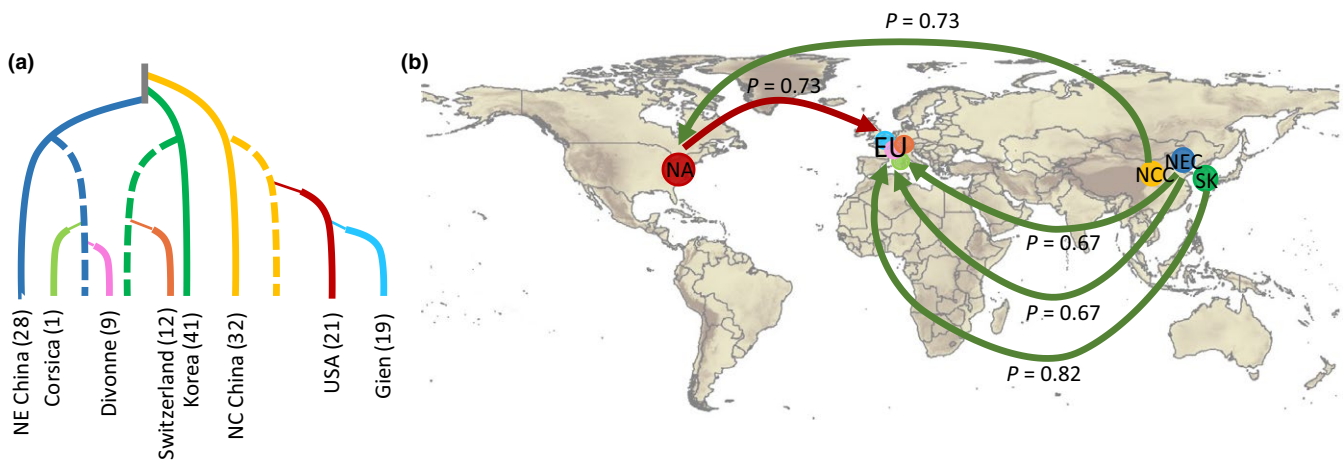 (a)
NE China (28)
Corsica (1)
Divonne (9)
Switzerland (12)
Korea (41)
NC China (32)
USA (21)
Gien (19)
(b)
P = 0.73
P = 0.73
NA
EU
NCC
NEC
SK
P = 0.67
P = 0.67
P = 0.82